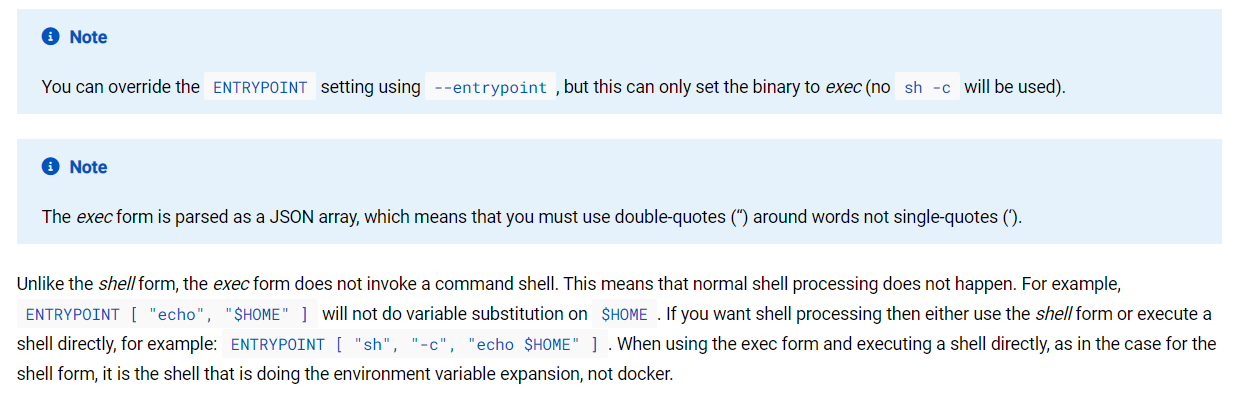 Note
You can override the ENTRYPOINT setting using --entrypoint , but this can only set the binary to exec (no sh -c will be used).
Note
The exec form is parsed as a JSON array, which means that you must use double-quotes (“) around words not single-quotes (‘).
Unlike the shell form, the exec form does not invoke a command shell. This means that normal shell processing does not happen. For example,
ENTRYPOINT [ "echo", "$HOME" ] will not do variable substitution on $HOME . If you want shell processing then either use the shell form or execute a
shell directly, for example: ENTRYPOINT [ "sh", "-c", "echo $HOME" ] . When using the exec form and executing a shell directly, as in the case for the
shell form, it is the shell that is doing the environment variable expansion, not docker.